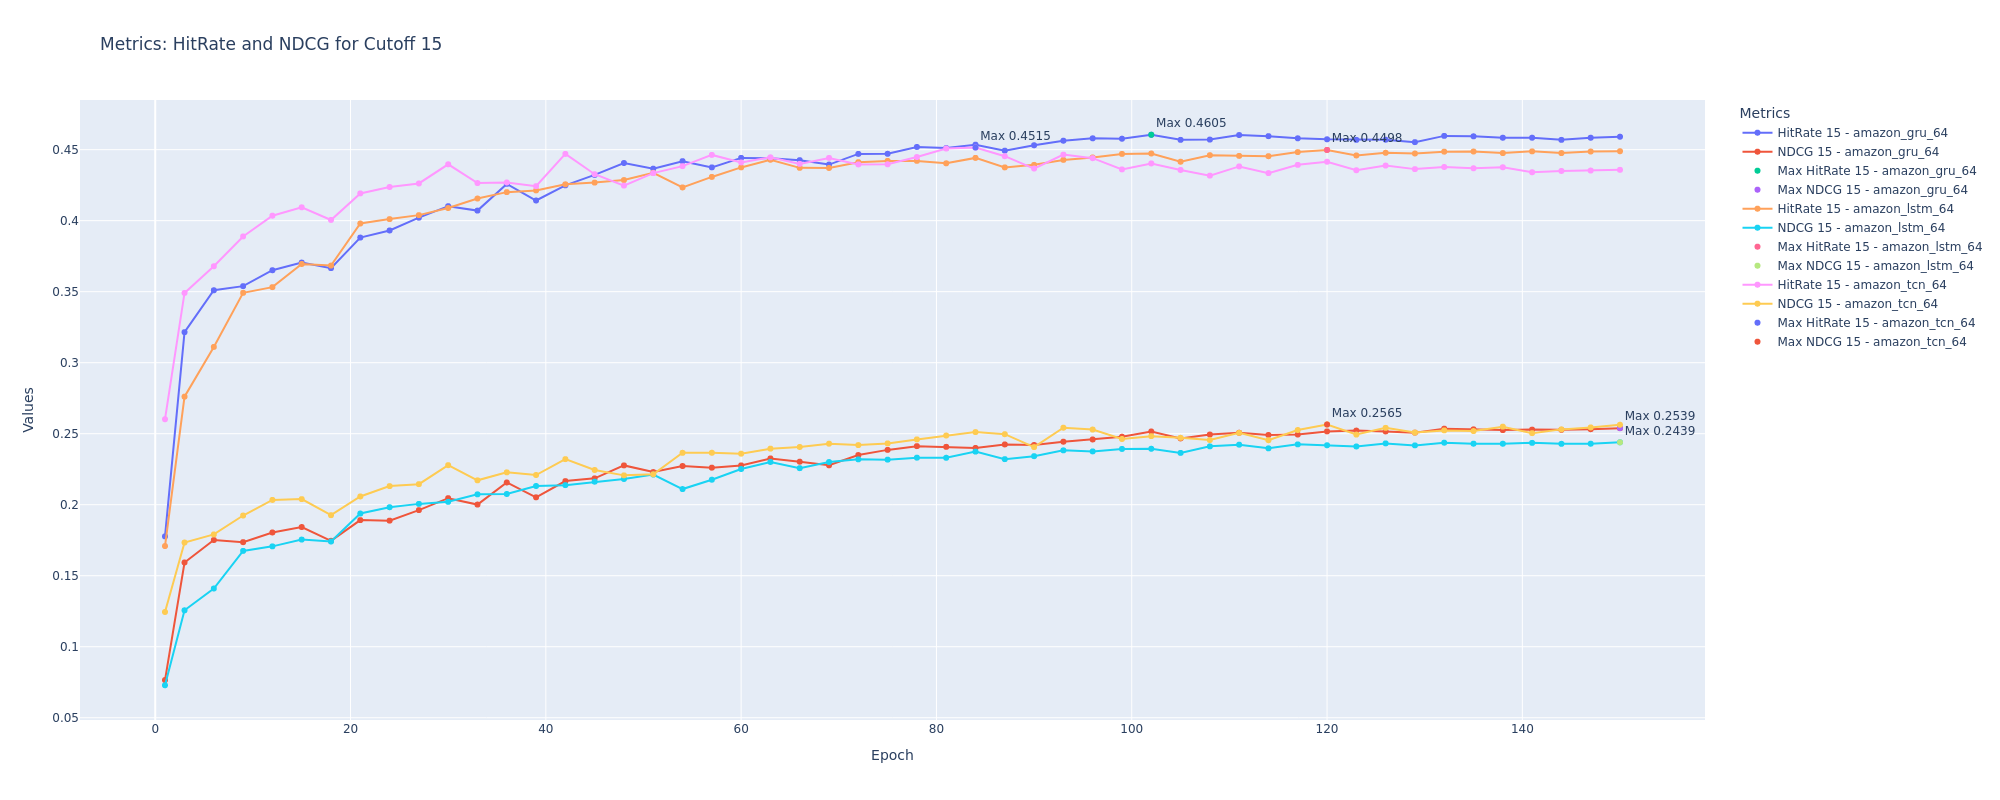 Metrics: HitRate and NDCG for Cutoff 15
Max 0.4605
Max 0.4515
Max 0.4498
Max 0.2565
Max 0.2539
Max 0.2439
0.45
0.4
0.35
0.3
0.25
0.2
0.15
0.1
0.05
Values
0 20 40 60 80 100 120 140
Epoch
Metrics
HitRate 15 - amazon_gru_64
NDCG 15 - amazon_gru_64
Max HitRate 15 - amazon_gru_64
Max NDCG 15 - amazon_gru_64
HitRate 15 - amazon_lstm_64
NDCG 15 - amazon_lstm_64
Max HitRate 15 - amazon_lstm_64
Max NDCG 15 - amazon_lstm_64
HitRate 15 - amazon_tcn_64
NDCG 15 - amazon_tcn_64
Max HitRate 15 - amazon_tcn_64
Max NDCG 15 - amazon_tcn_64